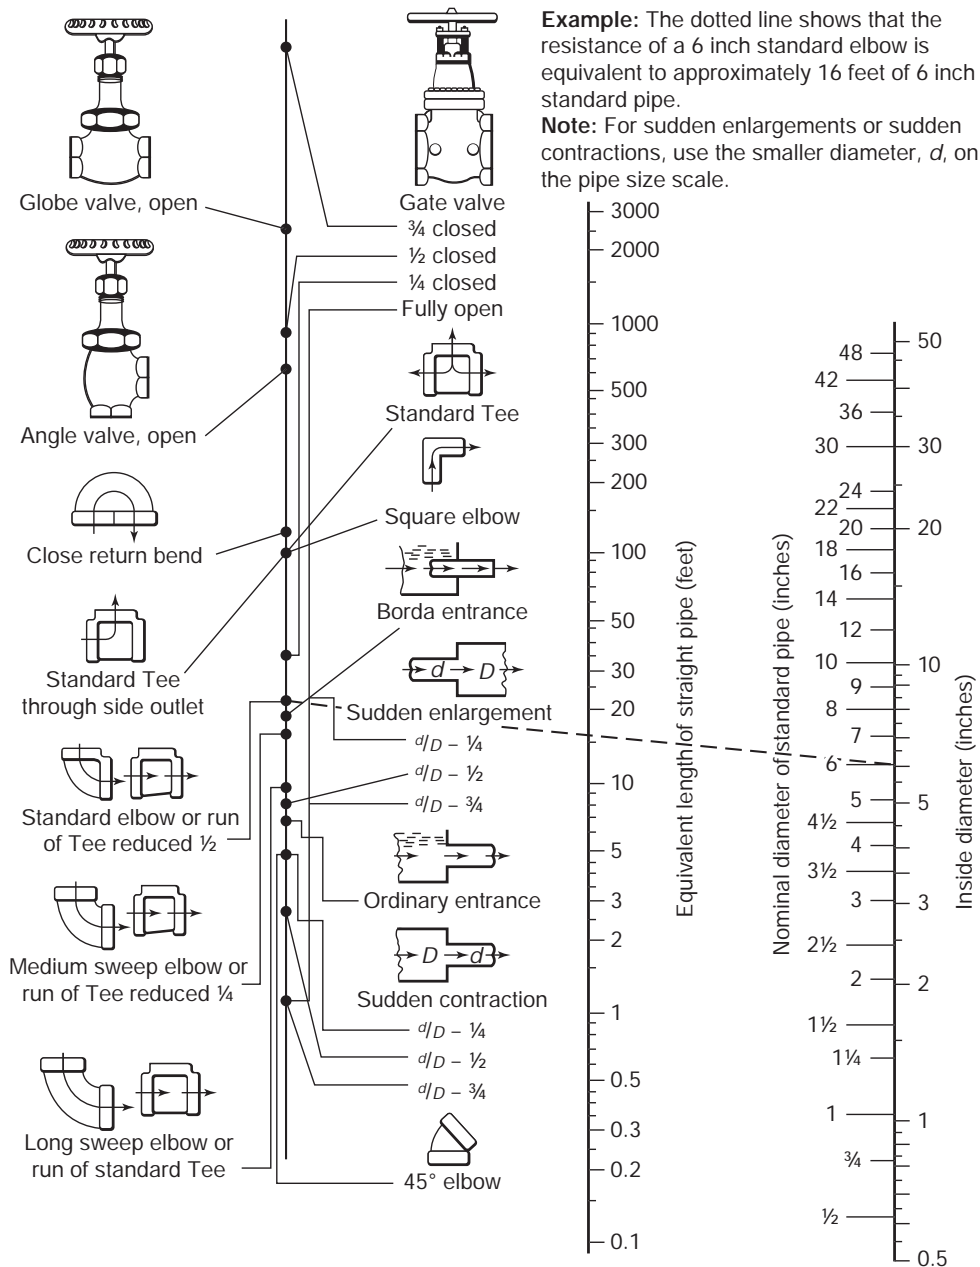 Example: The dotted line shows that the
resistance of a 6 inch standard elbow is
equivalent to approximately 16 feet of 6 inch
standard pipe.
Note: For sudden enlargements or sudden
contractions, use the smaller diameter, d, on
the pipe size scale.
Globe valve, open
Angle valve, open
Close return bend
Standard Tee
through side outlet
Standard elbow or run
of Tee reduced ½
Medium sweep elbow or
run of Tee reduced ¼
Long sweep elbow or
run of standard Tee
Gate valve
¾ closed
½ closed
¼ closed
Fully open
Standard Tee
Square elbow
Borda entrance
d D
Sudden enlargement
d/D – ¼
d/D – ½
d/D – ¾
Ordinary entrance
D d
Sudden contraction
d/D – ¼
d/D – ½
d/D – ¾
45° elbow
3000
2000
1000
500
300
200
100
50
30
20
10
5
3
2
1
0.5
0.3
0.2
0.1
Equivalent length of straight pipe (feet)
Nominal diameter of standard pipe (inches)
48
42
36
30
24
22
20
18
16
14
12
10
9
8
7
6
5
4½
4
3½
3
2½
2
1½
1¼
1
¾
½
50
30
20
10
5
3
2
1
0.5
Inside diameter (inches)